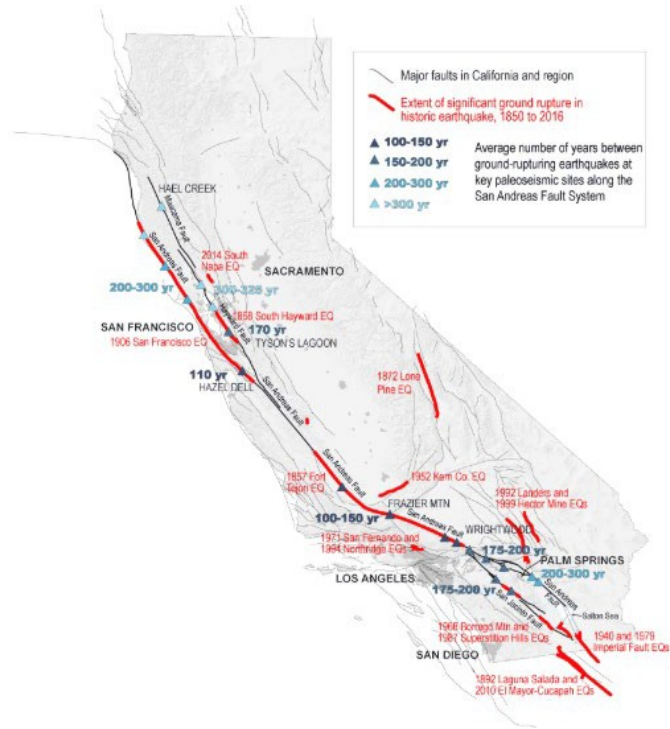 Major faults in California and region
Extent of significant ground rupture in
historic earthquake, 1850 to 2016
100-150 yr
150-200 yr
200-300 yr
>300 yr
Average number of years between
ground-rupturing earthquakes at
key paleoseismic sites along the
San Andreas Fault System
HAEL CREEK
Maacama Fault
San Andreas Fault
2014 South
Napa EQ
SACRAMENTO
200-300 yr
300-325 yr
1868 South Hayward EQ
Hayward Fault
SAN FRANCISCO
170 yr
1906 San Francisco EQ
TYSON'S LAGOON
110 yr
HAZEL DELL
San Andreas Fault
1872 Lone
Pine EQ
San Andreas Fault
1857 Fort
Tejon EQ
1952 Kern Co. EQ
1992 Landers and
1999 Hector Mine EQs
FRAZIER MTN
100-150 yr
San Andreas Fault
WRIGHTWOOD
1971 San Fernando and
1994 Northridge EQs
175-200 yr
PALM SPRINGS
LOS ANGELES
200-300 yr
175-200 yr
San Andreas
Fault
San Jacinto Fault
Salton Sea
1968 Borrego Mtn and
1987 Superstition Hills EQs
1940 and 1979
Imperial Fault EQs
SAN DIEGO
1892 Laguna Salada and
2010 El Mayor-Cucapah EQs